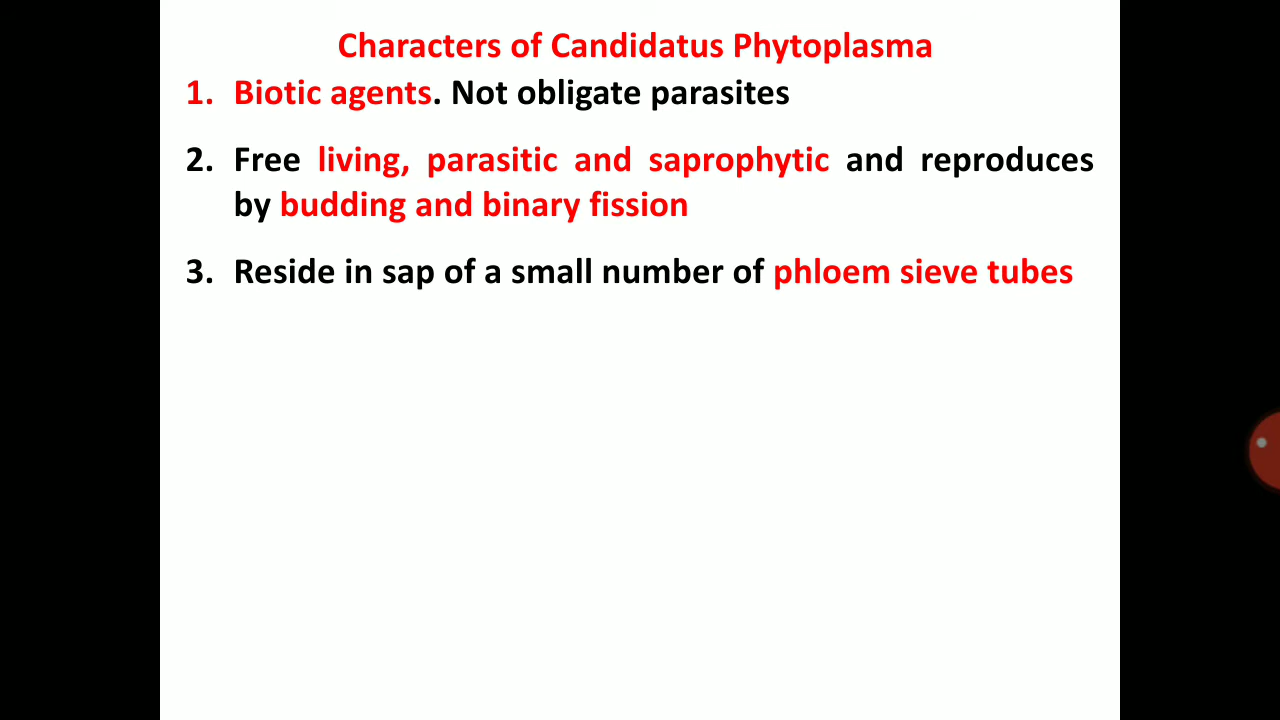 Characters of Candidatus Phytoplasma
1. Biotic agents. Not obligate parasites
2. Free living, parasitic and saprophytic and reproduces
by budding and binary fission
3. Reside in sap of a small number of phloem sieve tubes